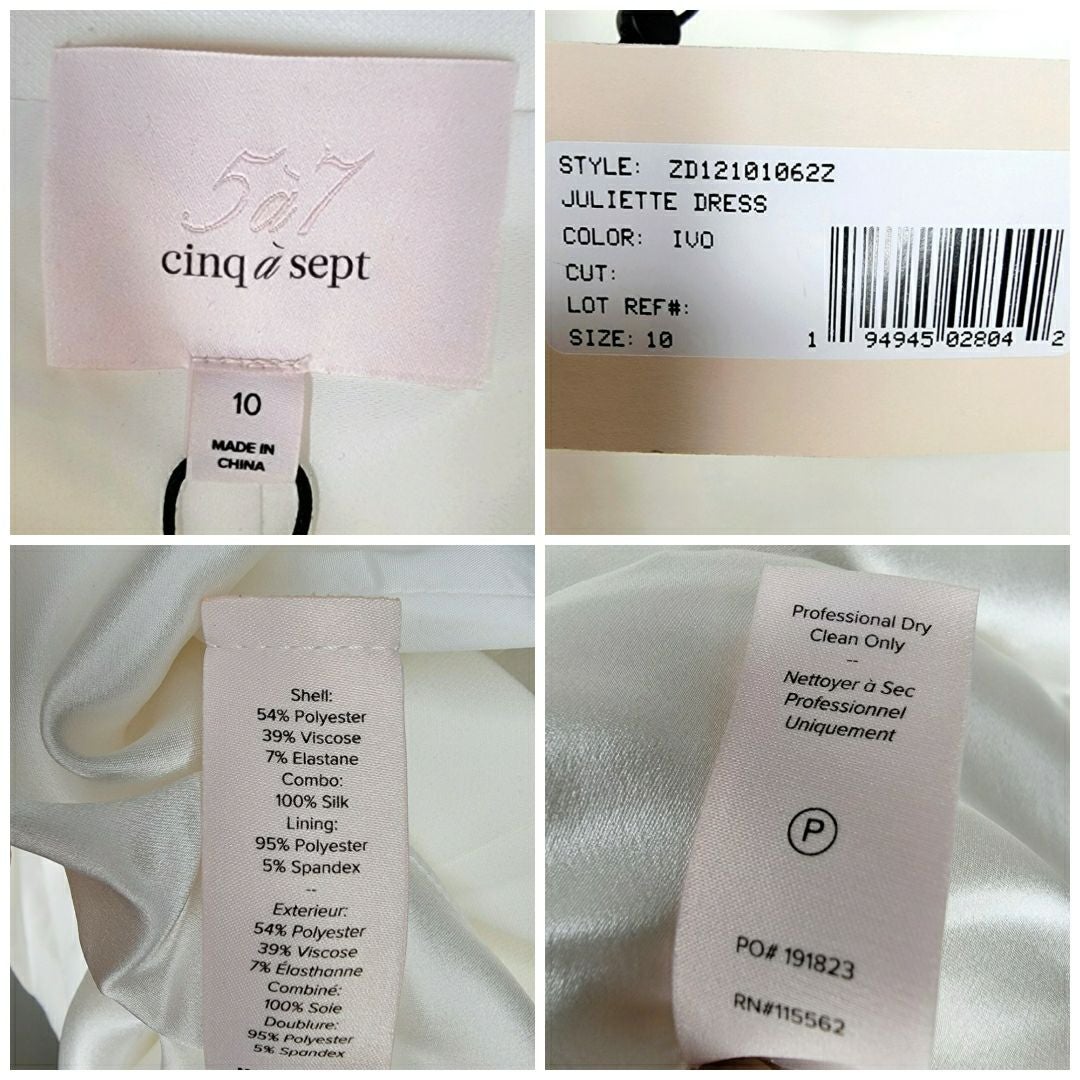 5à7
cinq à sept
10
MADE IN
CHINA
STYLE: ZD12101062Z
JULIETTE DRESS
COLOR: IVO
CUT:
LOT REF#:
SIZE: 10
1 94945 02804 2
Shell:
54% Polyester
39% Viscose
7% Elastane
Combo:
100% Silk
Lining:
95% Polyester
5% Spandex
--
Exterieur:
54% Polyester
39% Viscose
7% Élasthanne
Combiné:
100% Soie
Doublure:
95% Polyester
5% Spandex
Professional Dry
Clean Only
--
Nettoyer à Sec
Professionnel
Uniquement
P
PO# 191823
RN#115562